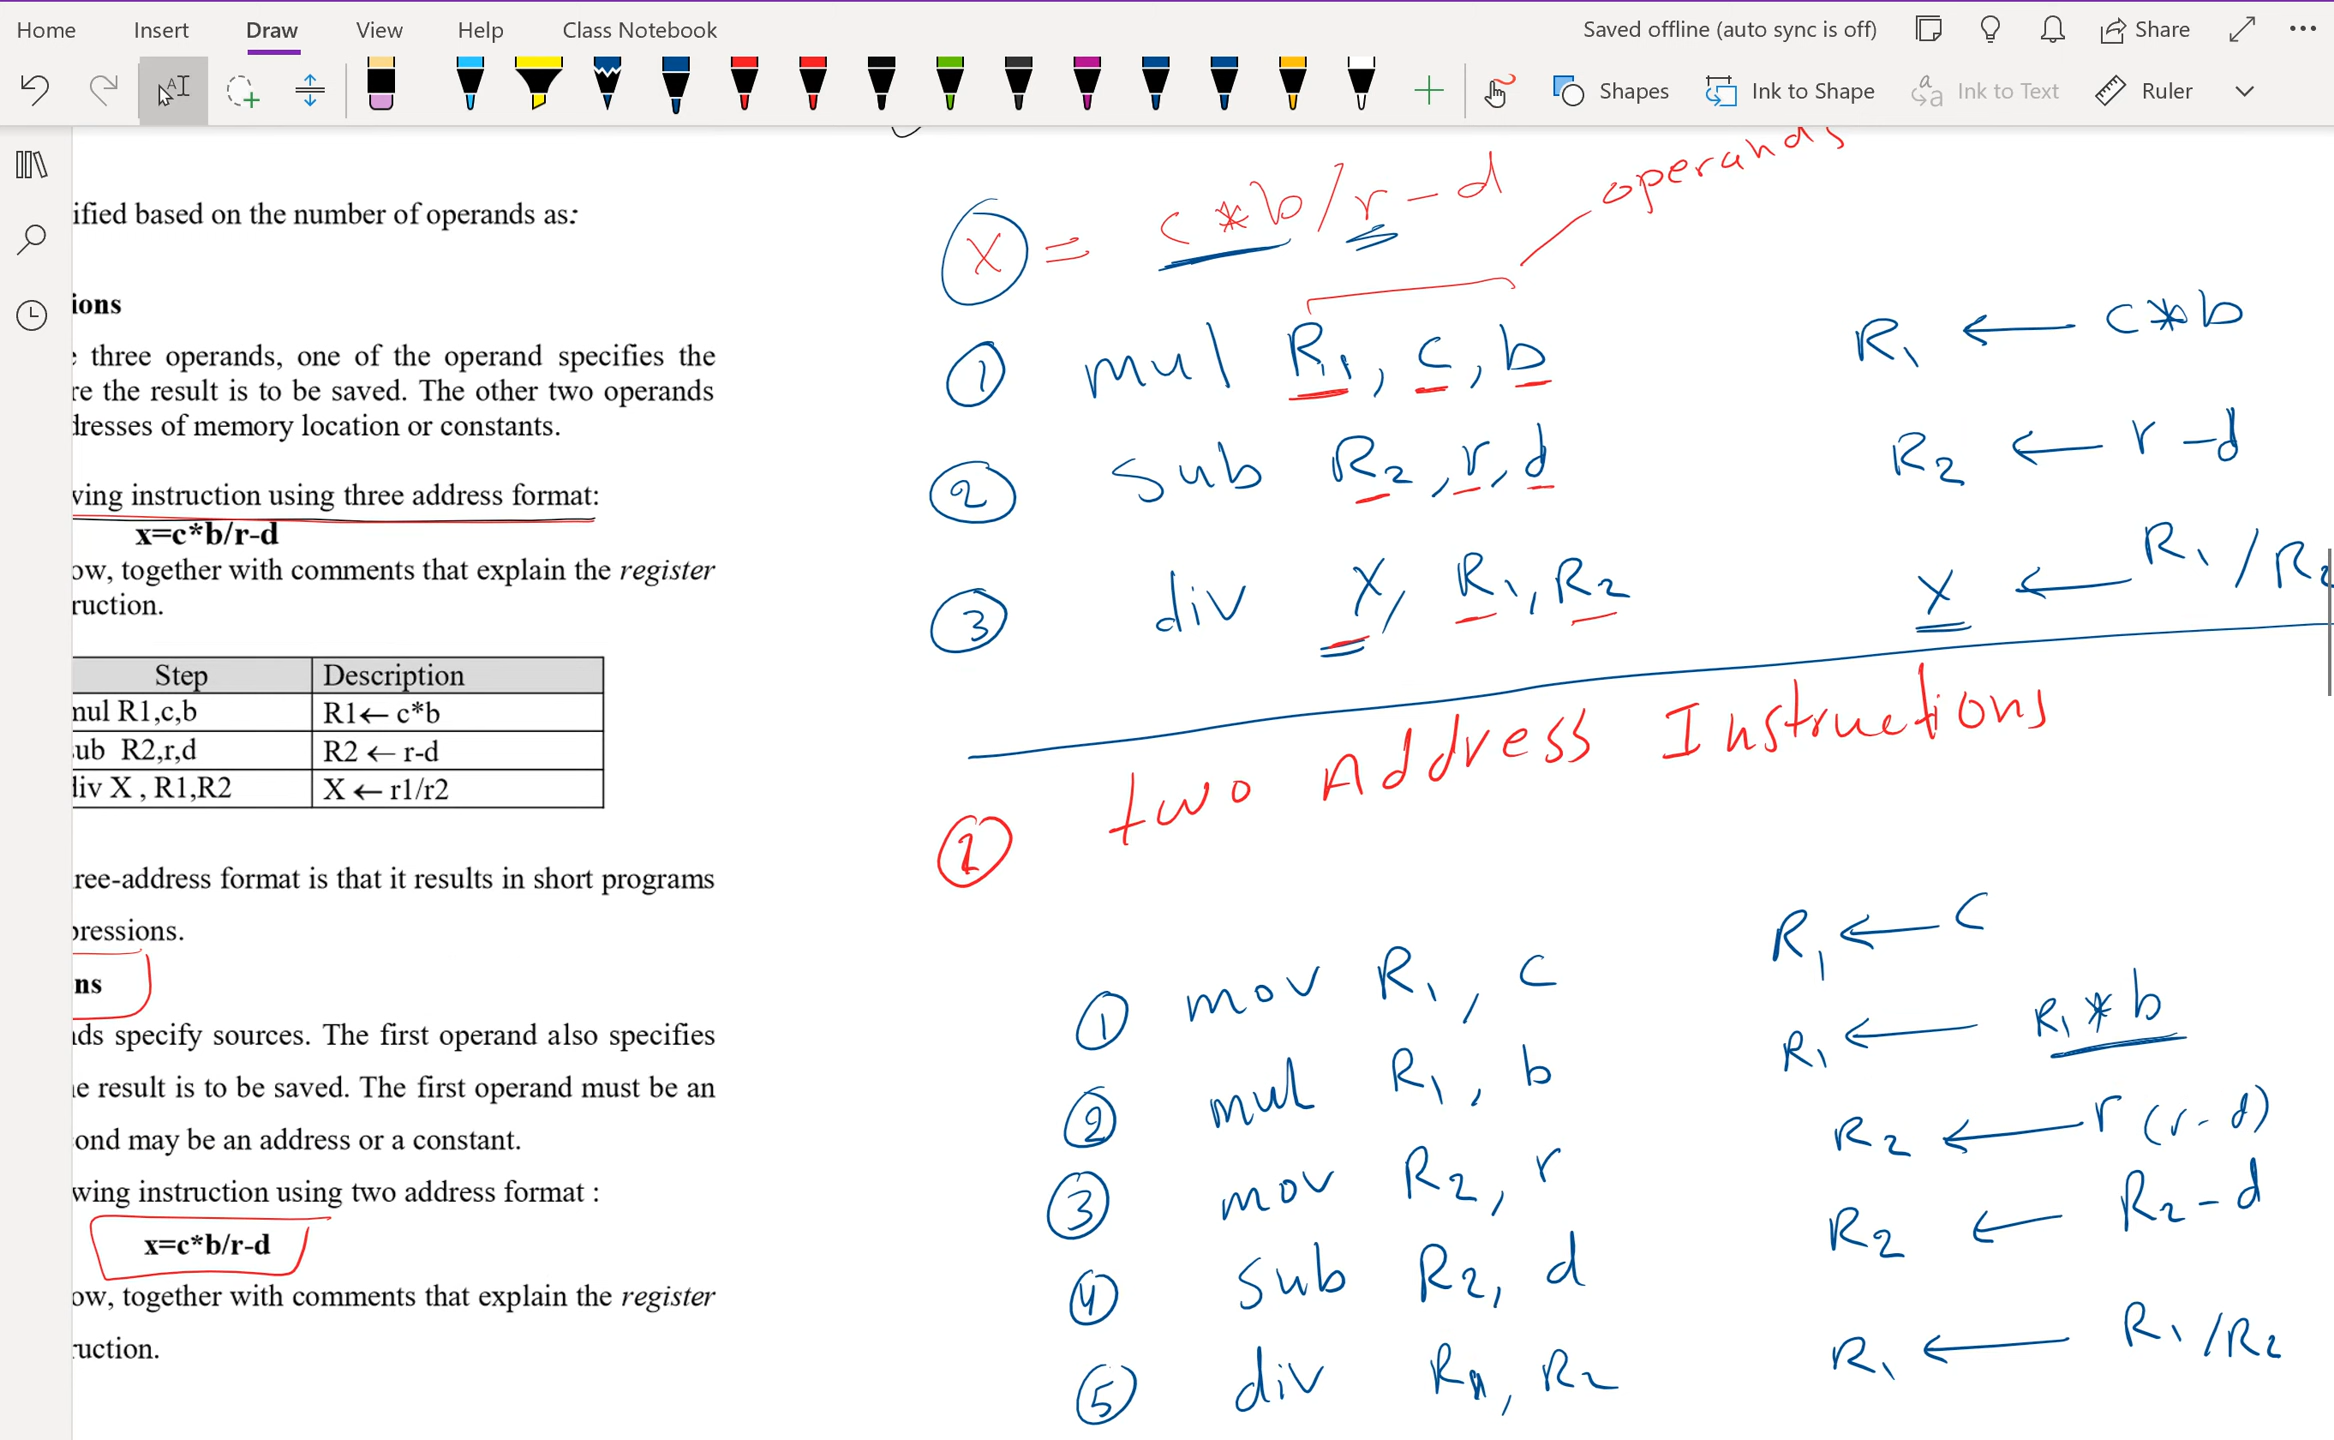 Home Insert Draw View Help Class Notebook Saved offline (auto sync is off) Share
Shapes Ink to Shape Ink to Text Ruler
ified based on the number of operands as:
ions
three operands, one of the operand specifies the
re the result is to be saved. The other two operands
dresses of memory location or constants.
wing instruction using three address format:
x=c*b/r-d
ow, together with comments that explain the register
ruction.
Step Description
mul R1,c,b R1← c*b
sub R2,r,d R2 ← r-d
div X , R1,R2 X ← r1/r2
ree-address format is that it results in short programs
pressions.
ns
nds specify sources. The first operand also specifies
he result is to be saved. The first operand must be an
ond may be an address or a constant.
wing instruction using two address format :
x=c*b/r-d
ow, together with comments that explain the register
ruction.
operands
X = c*b/r-d
① mul R1, c, b R1 ← c*b
② sub R2, r, d R2 ← r-d
③ div X, R1, R2 X ← R1/R2
② two Address Instructions
① mov R1, c R1 ← c
② mul R1, b R1 ← R1*b
③ mov R2, r R2 ← r (r-d)
④ sub R2, d R2 ← R2-d
⑤ div R1, R2 R1 ← R1/R2